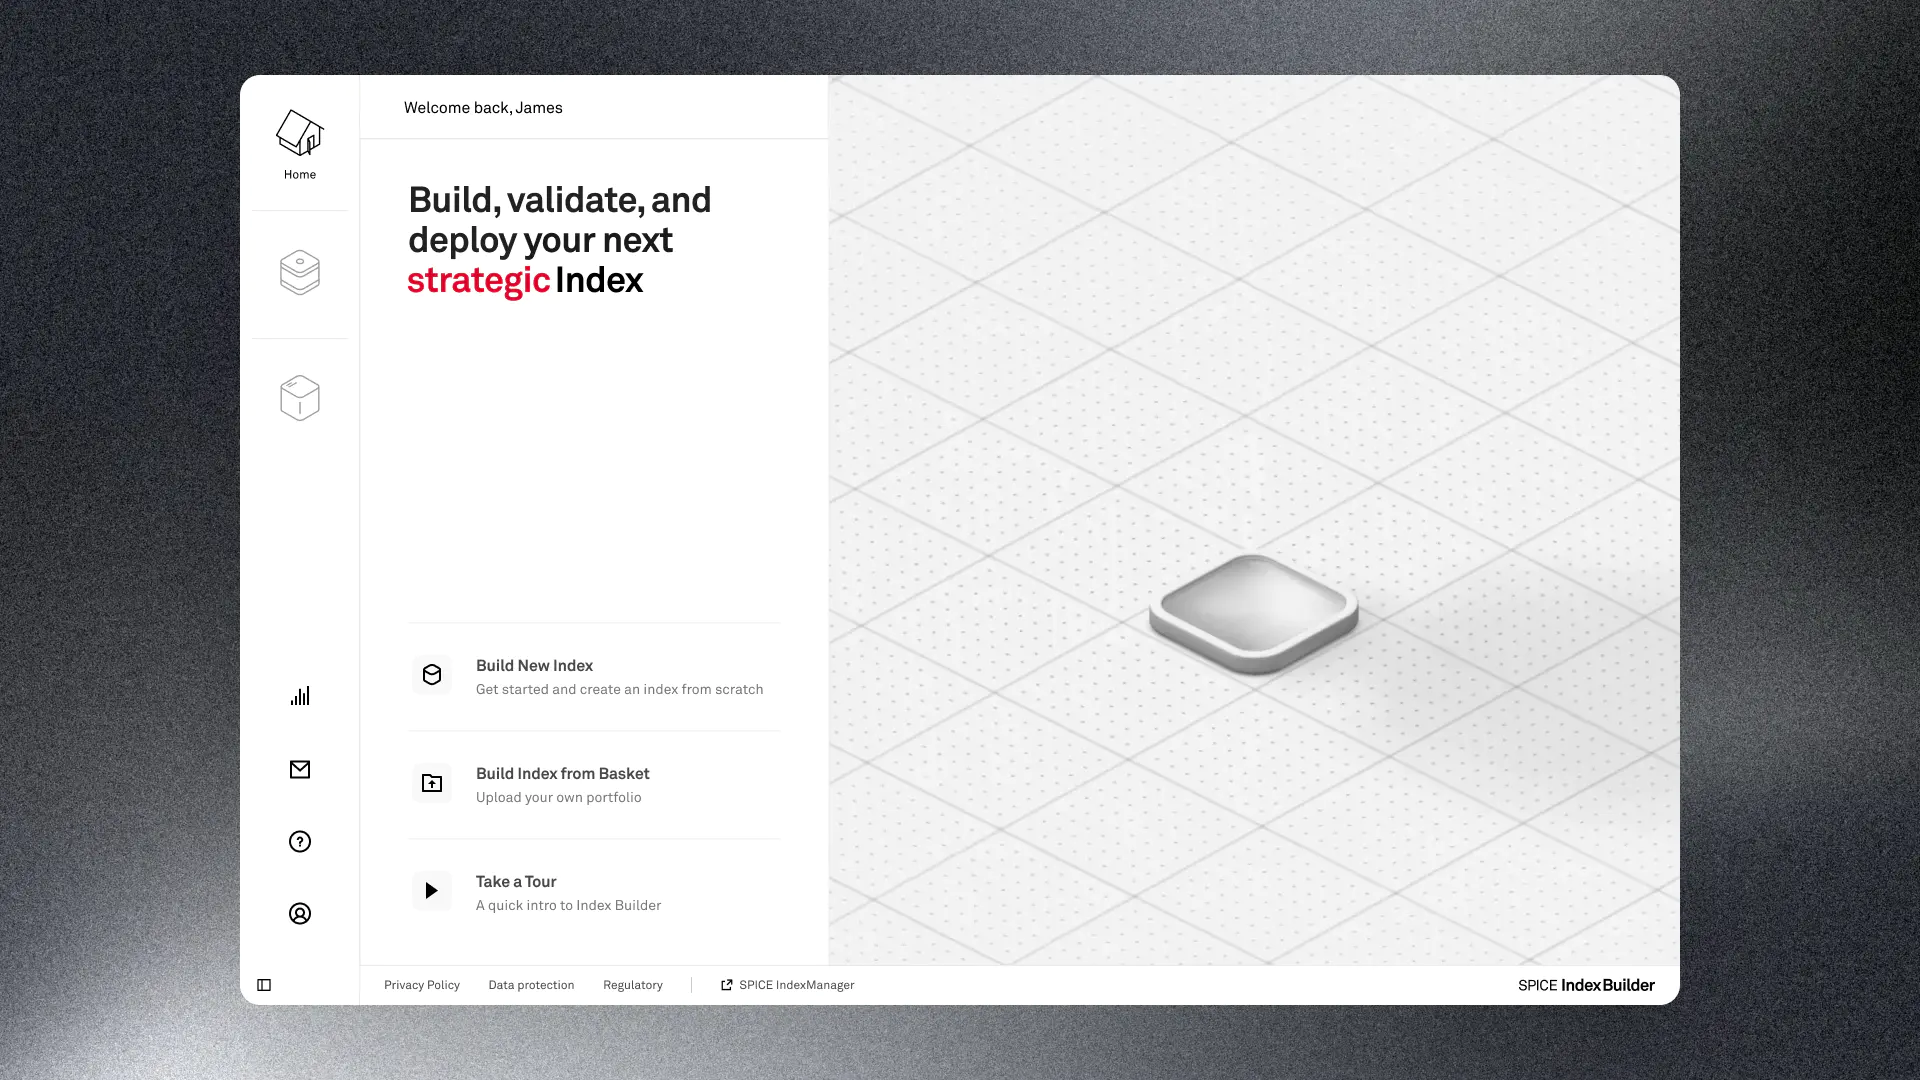 Welcome back, James
Home
Build, validate, and
deploy your next
strategic Index
Build New Index
Get started and create an index from scratch
Build Index from Basket
Upload your own portfolio
Take a Tour
A quick intro to Index Builder
Privacy Policy
Data protection
Regulatory
SPICE IndexManager
SPICE IndexBuilder